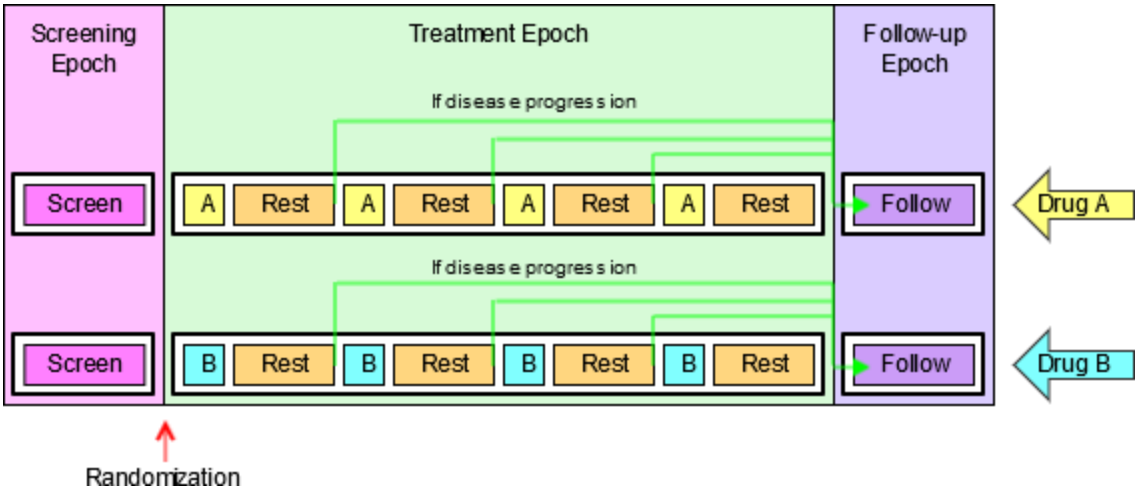 Screening
Epoch
Treatment Epoch
Follow-up
Epoch
If disease progression
Screen A Rest A Rest A Rest A Rest Follow Drug A
If disease progression
Screen B Rest B Rest B Rest B Rest Follow Drug B
Randomization